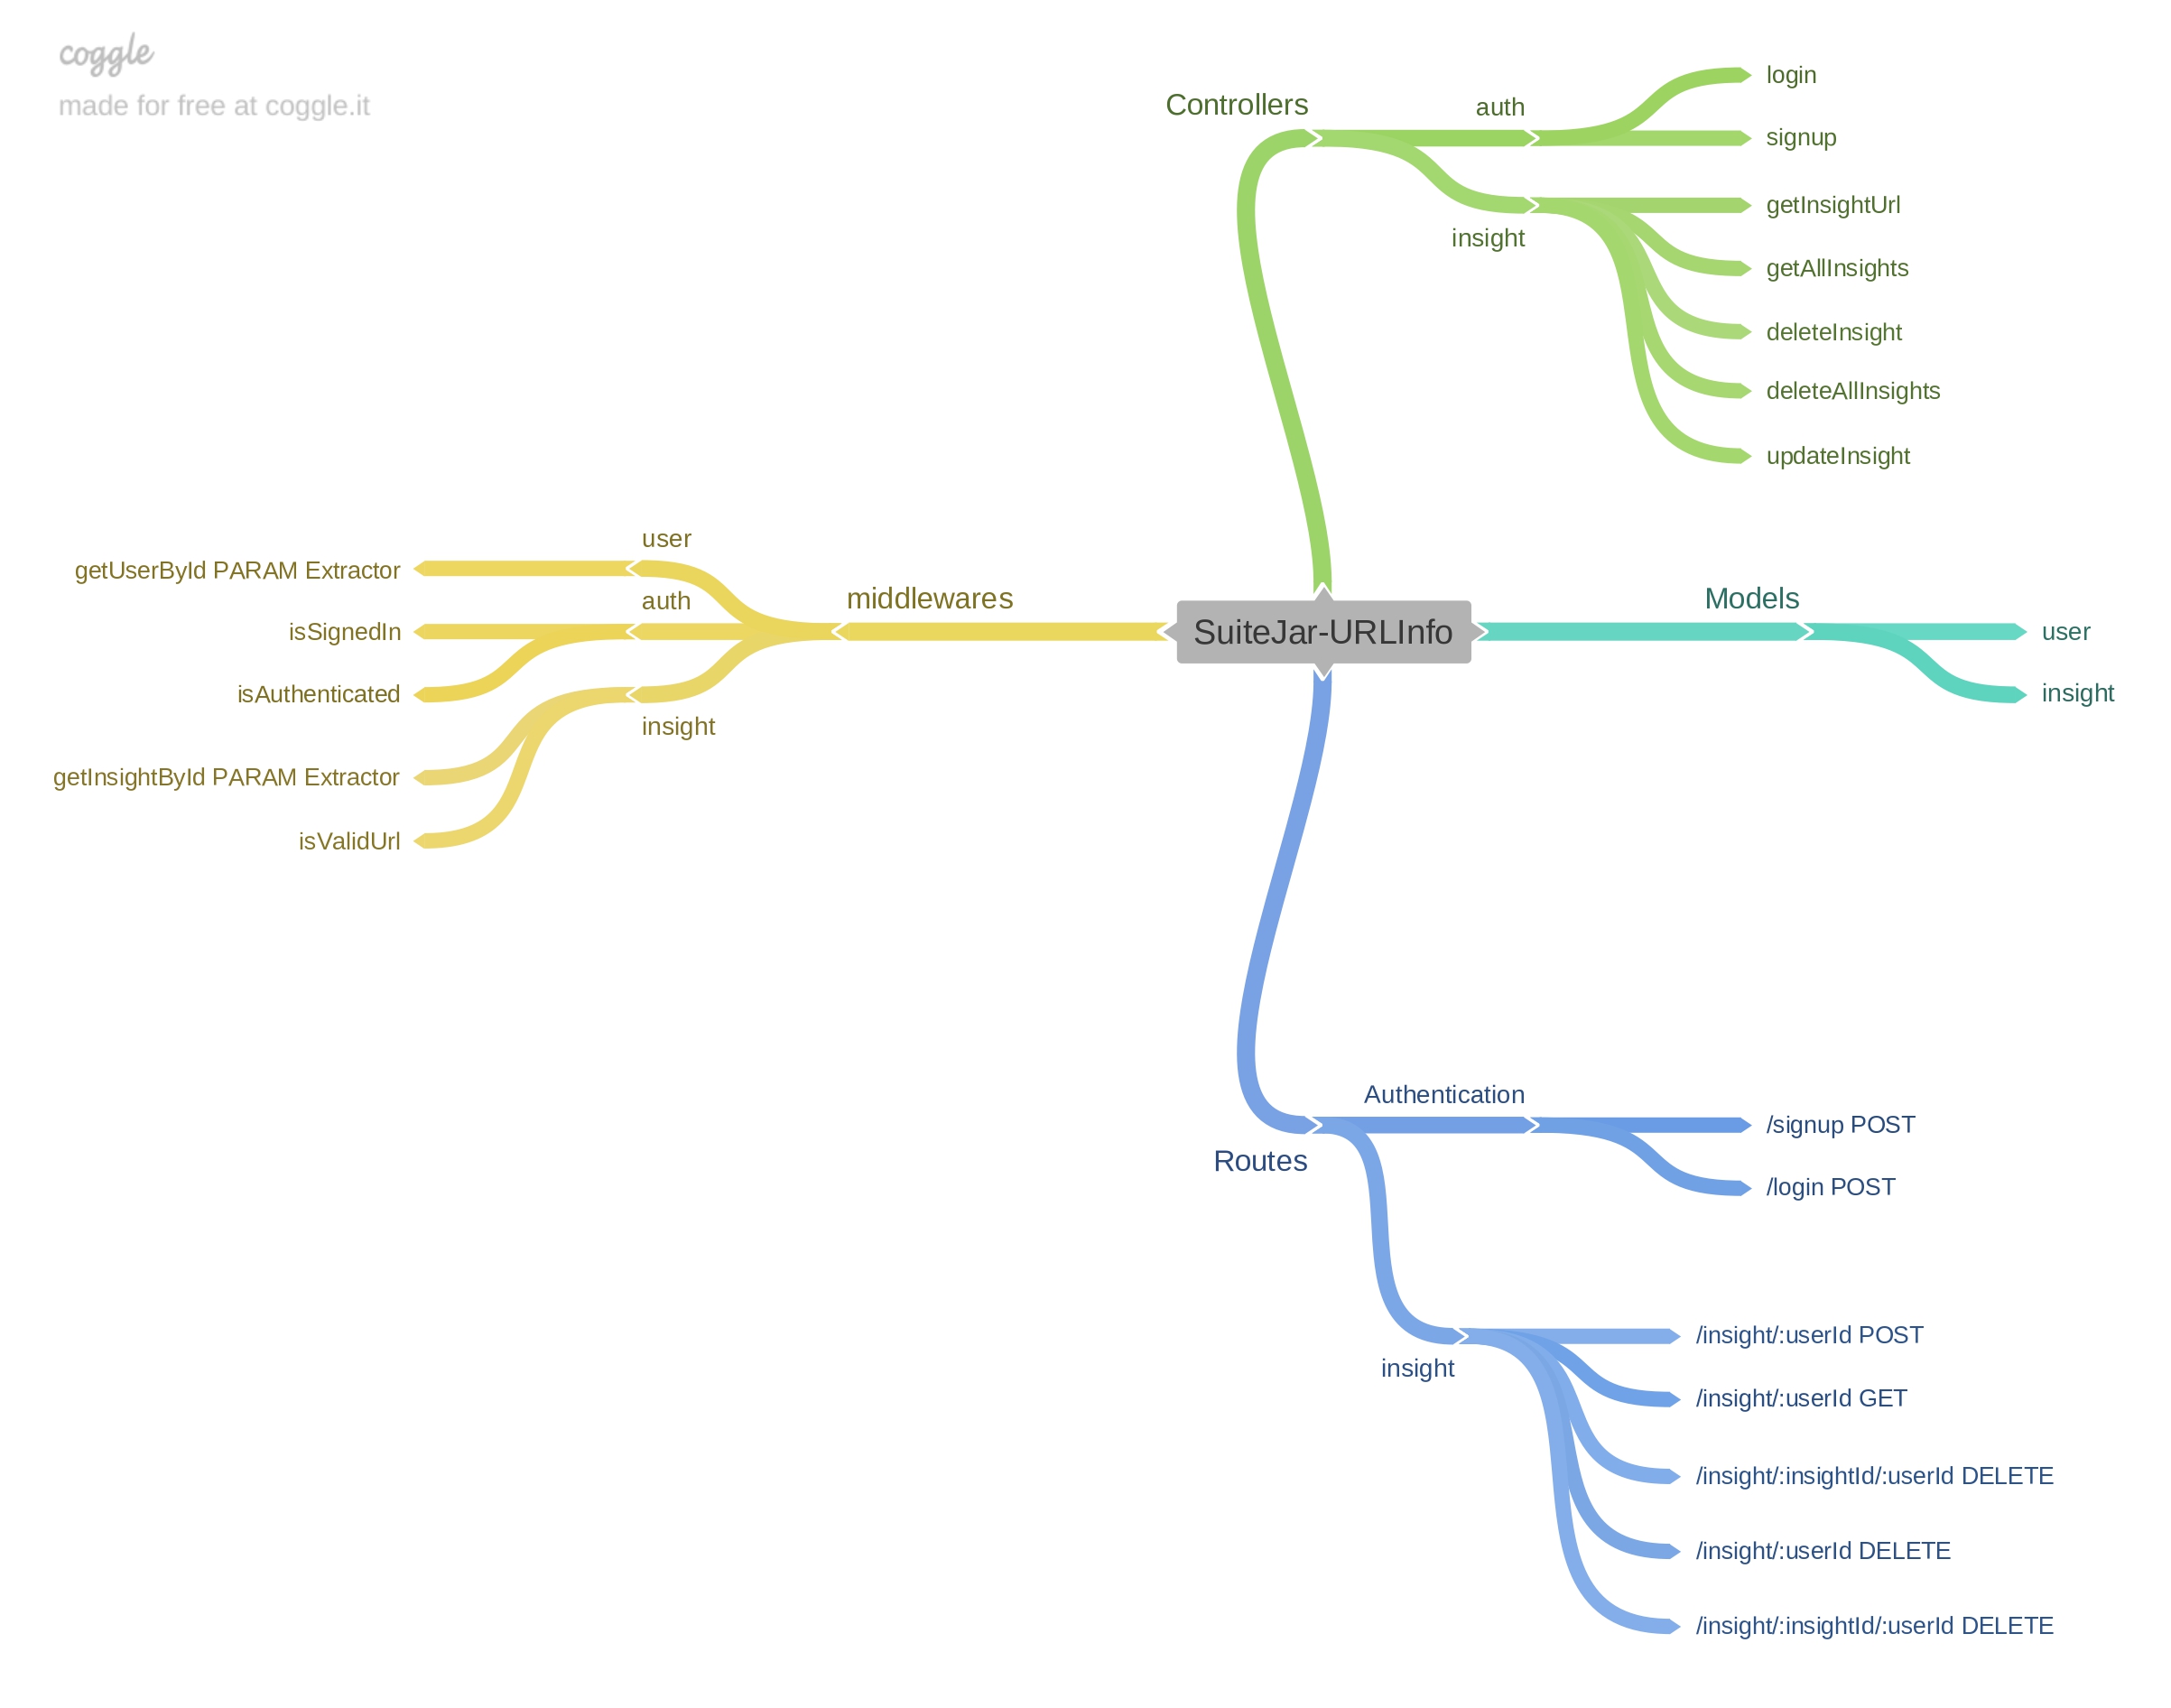 coggle
made for free at coggle.it
Controllers
auth
login
signup
insight
getInsightUrl
getAllInsights
deleteInsight
deleteAllInsights
updateInsight
middlewares
user
getUserById PARAM Extractor
auth
isSignedIn
isAuthenticated
insight
getInsightById PARAM Extractor
isValidUrl
SuiteJar-URLInfo
Models
user
insight
Routes
Authentication
/signup POST
/login POST
insight
/insight/:userId POST
/insight/:userId GET
/insight/:insightId/:userId DELETE
/insight/:userId DELETE
/insight/:insightId/:userId DELETE